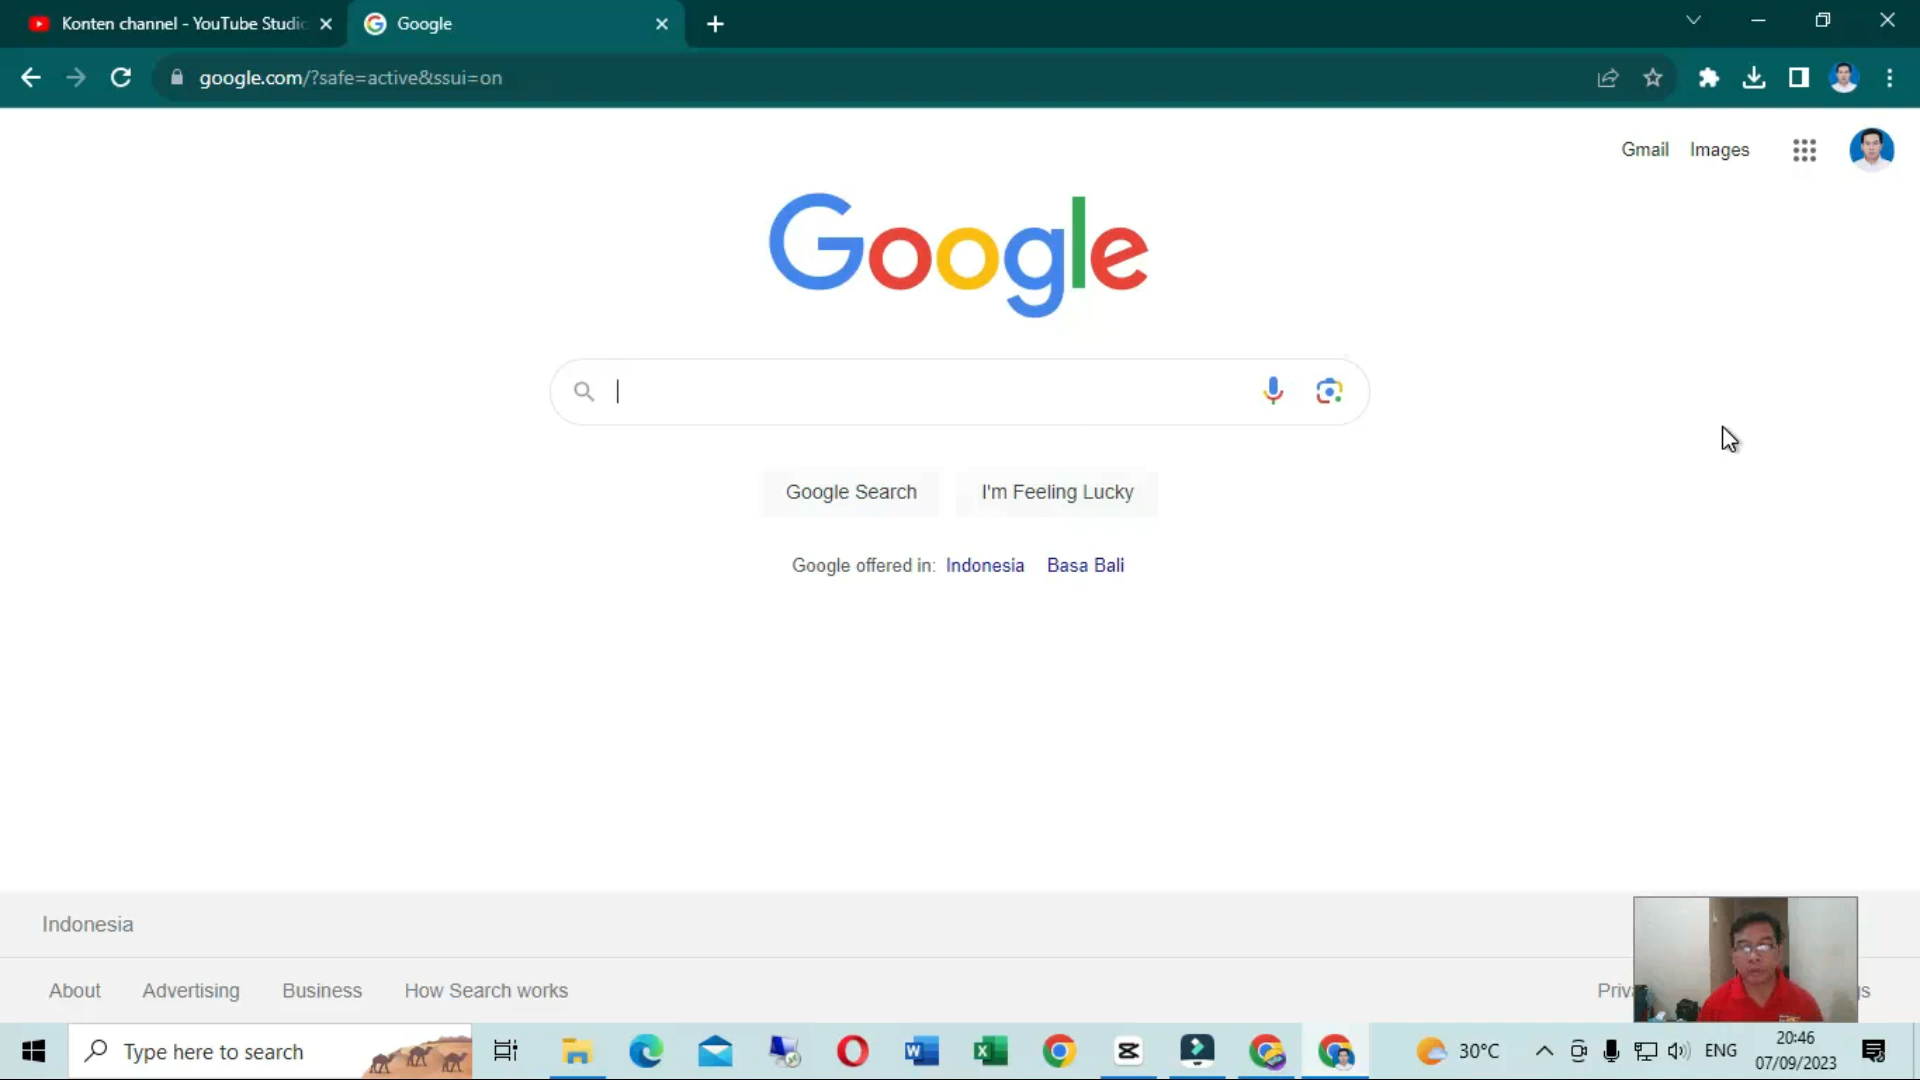 Konten channel - YouTube Studio
Google
google.com/?safe=active&ssui=on
Gmail
Images
Google
Google Search
I'm Feeling Lucky
Google offered in: Indonesia Basa Bali
Indonesia
About
Advertising
Business
How Search works
Type here to search
30°C
ENG
20:46
07/09/2023